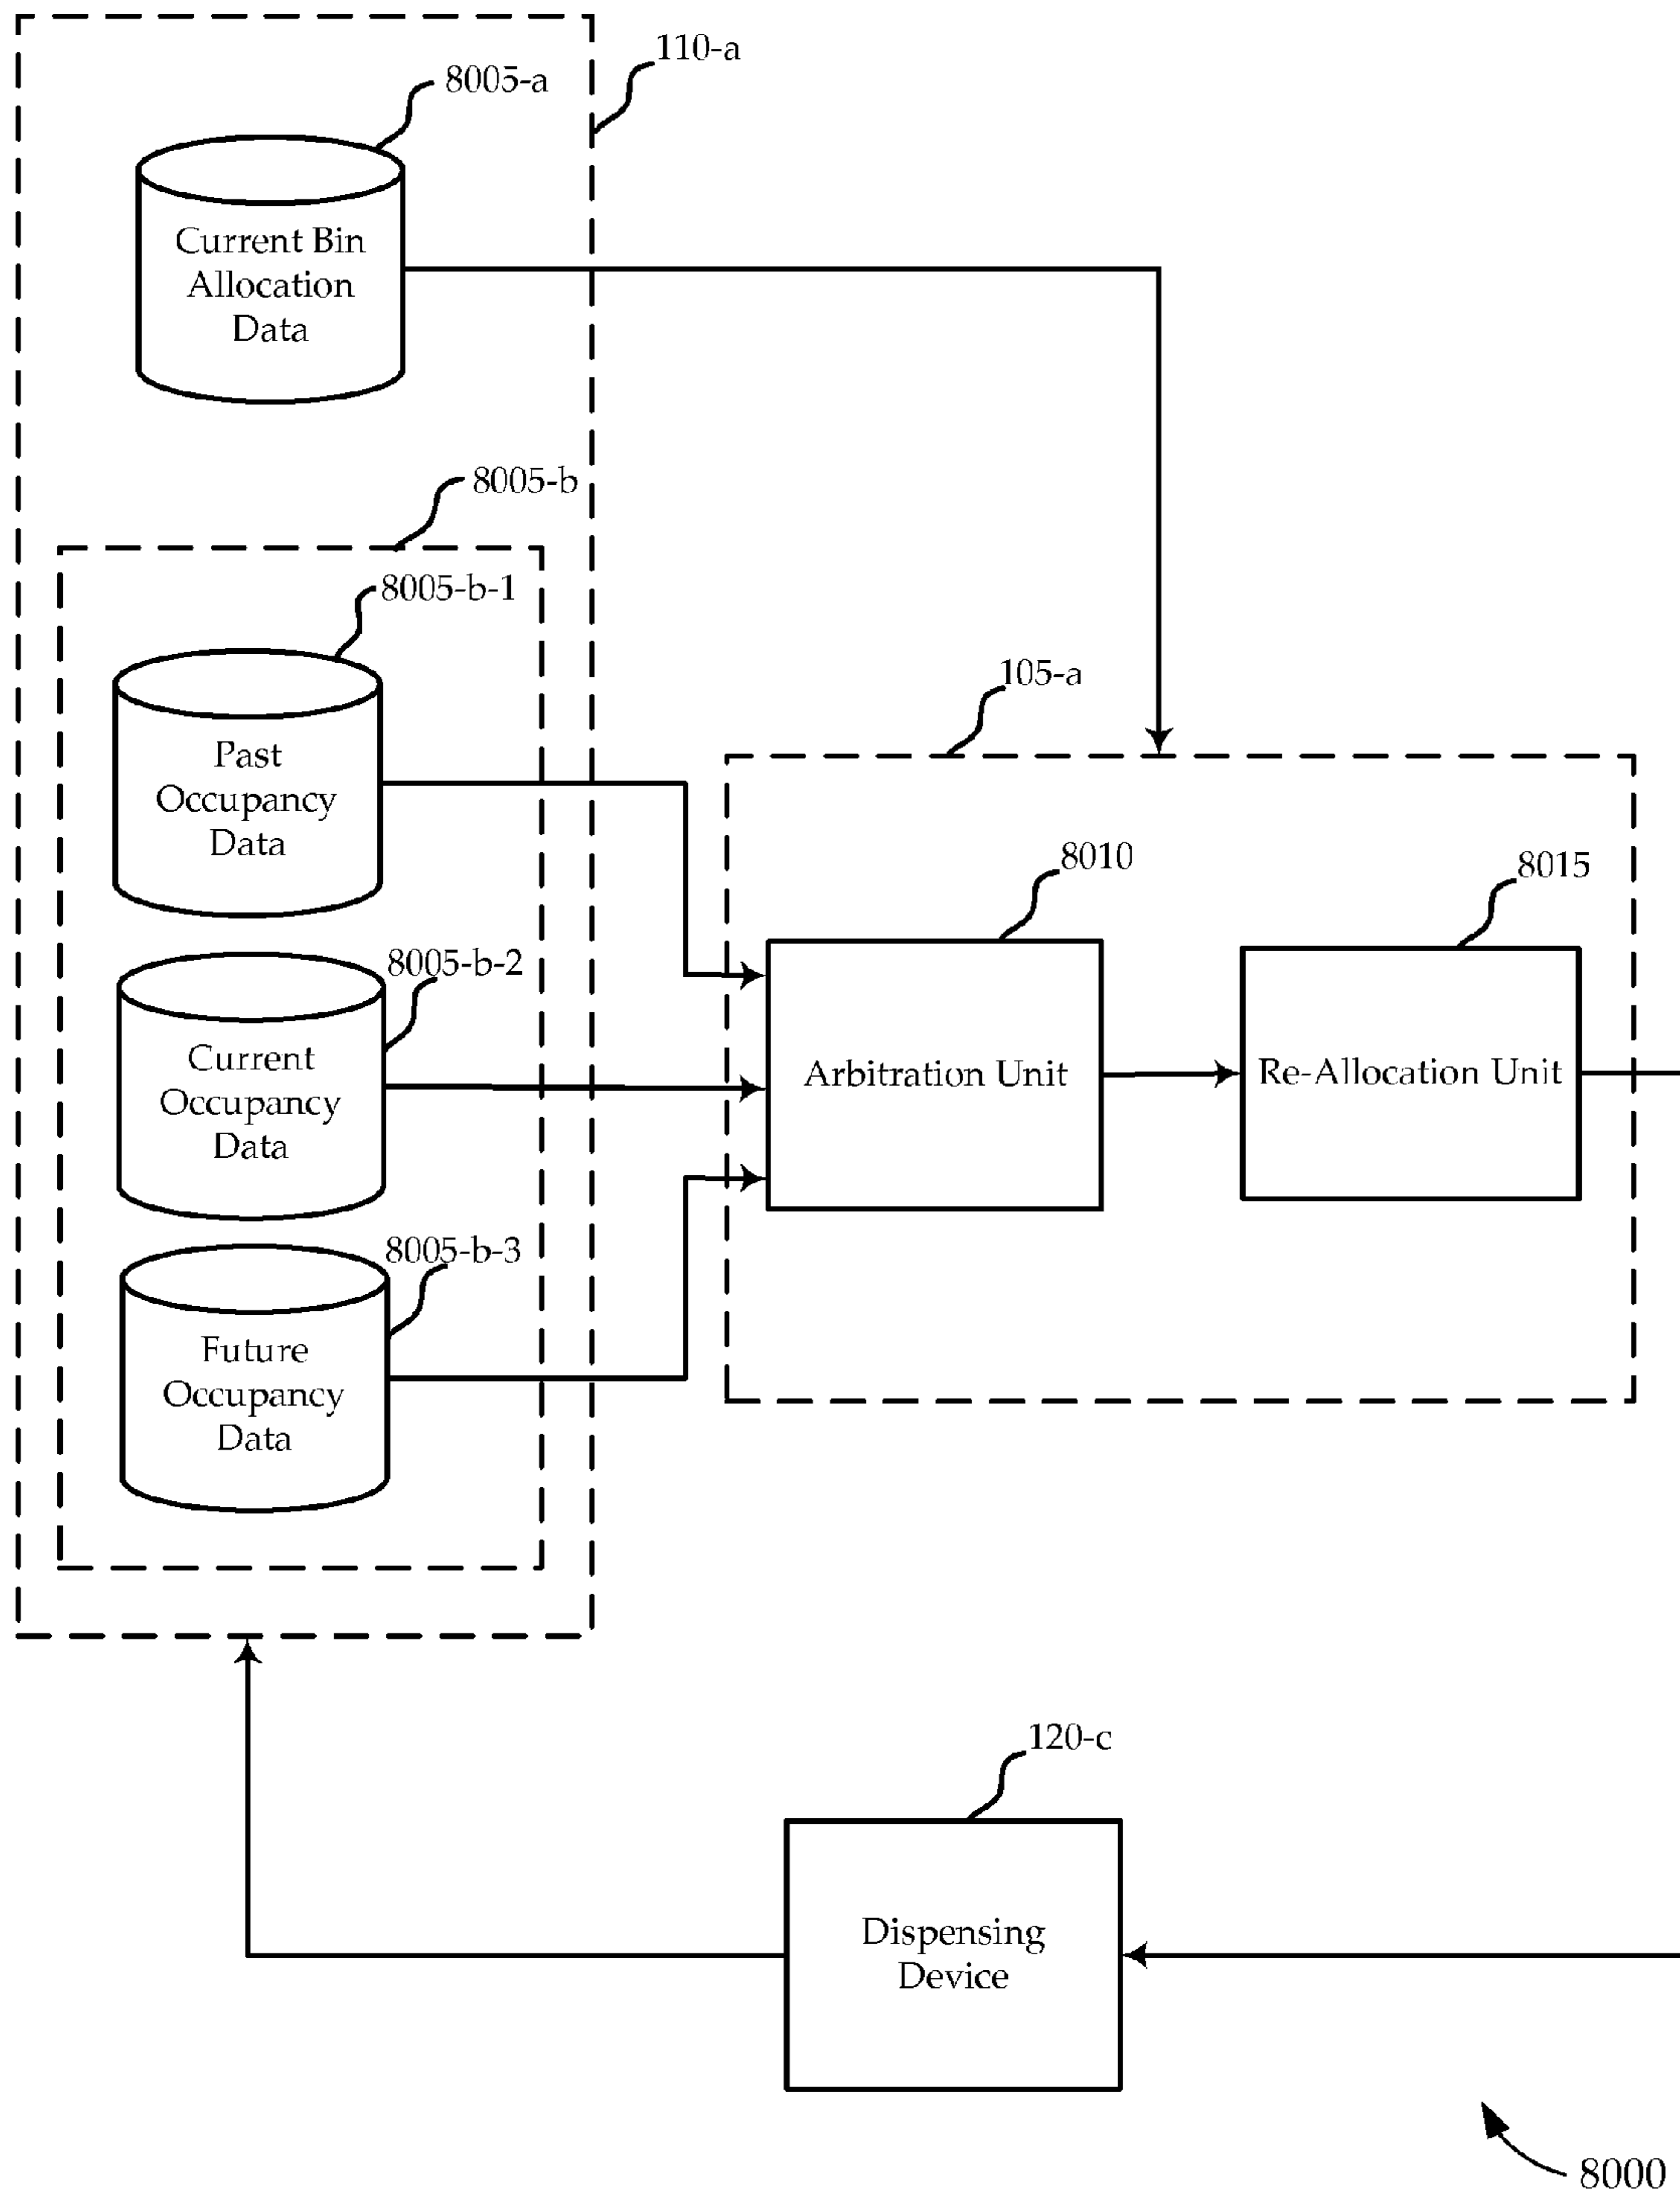 110-a
8005-a
Current Bin
Allocation
Data
8005-b
8005-b-1
Past
Occupancy
Data
105-a
8010
8015
8005-b-2
Current
Occupancy
Data
Arbitration Unit
Re-Allocation Unit
8005-b-3
Future
Occupancy
Data
120-c
Dispensing
Device
8000